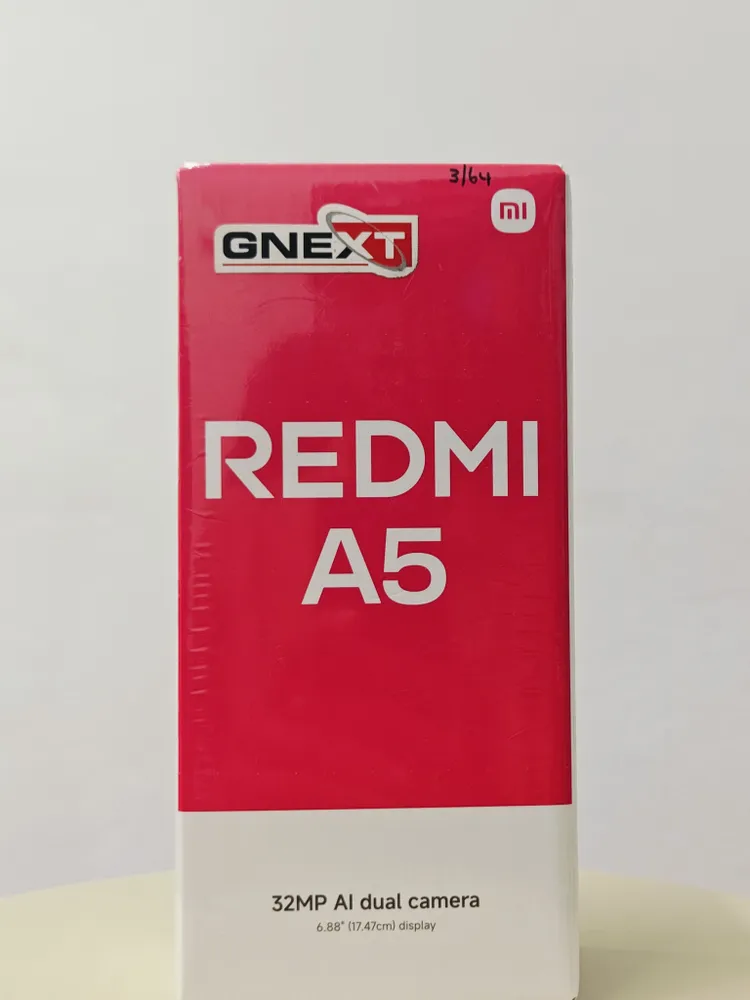 3/64
mi
GNEXT
REDMI
A5
32MP AI dual camera
6.88" (17.47cm) display